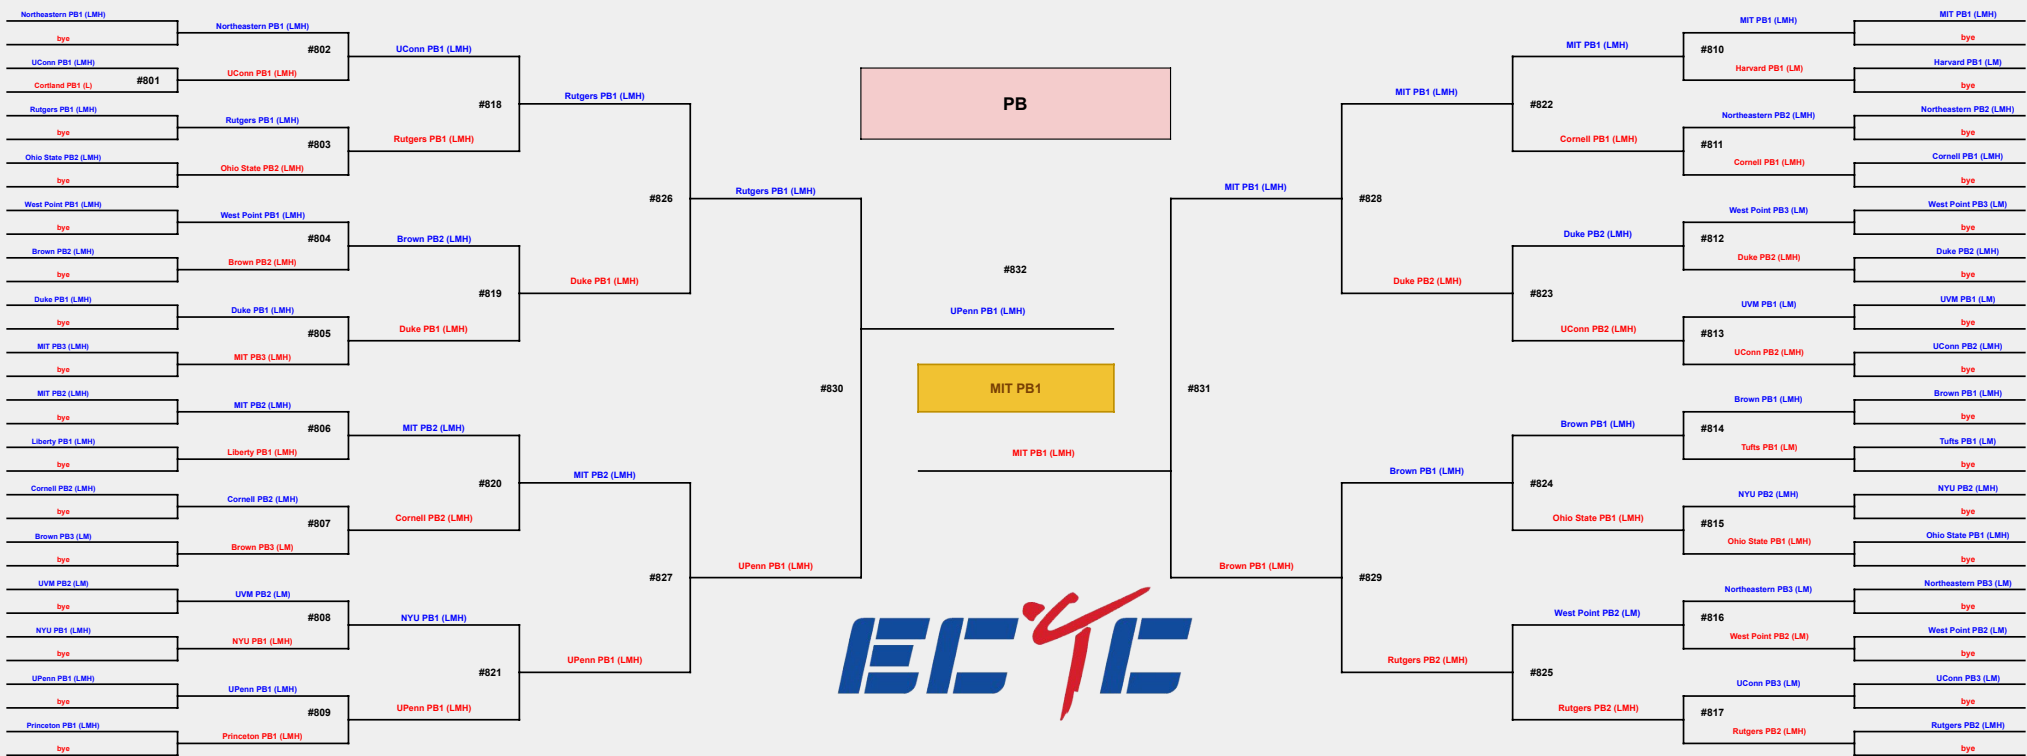 Northeastern PB1 (LMH)
bye
UConn PB1 (LMH)
Cortland PB1 (L)
Rutgers PB1 (LMH)
bye
Ohio State PB2 (LMH)
bye
West Point PB1 (LMH)
bye
Brown PB2 (LMH)
bye
Duke PB1 (LMH)
bye
MIT PB3 (LMH)
bye
MIT PB2 (LMH)
bye
Liberty PB1 (LMH)
bye
Cornell PB2 (LMH)
bye
Brown PB3 (LM)
bye
UVM PB2 (LM)
bye
NYU PB1 (LMH)
bye
UPenn PB1 (LMH)
bye
Princeton PB1 (LMH)
bye
#801
Northeastern PB1 (LMH)
#802
UConn PB1 (LMH)
Rutgers PB1 (LMH)
#803
Ohio State PB2 (LMH)
West Point PB1 (LMH)
#804
Brown PB2 (LMH)
Duke PB1 (LMH)
#805
MIT PB3 (LMH)
MIT PB2 (LMH)
#806
Liberty PB1 (LMH)
Cornell PB2 (LMH)
#807
Brown PB3 (LM)
UVM PB2 (LM)
#808
NYU PB1 (LMH)
UPenn PB1 (LMH)
#809
Princeton PB1 (LMH)
UConn PB1 (LMH)
#818
Rutgers PB1 (LMH)
Brown PB2 (LMH)
#819
Duke PB1 (LMH)
MIT PB2 (LMH)
#820
Cornell PB2 (LMH)
NYU PB1 (LMH)
#821
UPenn PB1 (LMH)
Rutgers PB1 (LMH)
#826
Duke PB1 (LMH)
MIT PB2 (LMH)
#827
UPenn PB1 (LMH)
Rutgers PB1 (LMH)
#830
UPenn PB1 (LMH)
PB
#832
UPenn PB1 (LMH)
MIT PB1
MIT PB1 (LMH)
ECTC
MIT PB1 (LMH)
#831
Brown PB1 (LMH)
MIT PB1 (LMH)
#828
Duke PB2 (LMH)
Brown PB1 (LMH)
#829
Rutgers PB2 (LMH)
MIT PB1 (LMH)
#822
Cornell PB1 (LMH)
Duke PB2 (LMH)
#823
UConn PB2 (LMH)
Brown PB1 (LMH)
#824
Ohio State PB1 (LMH)
West Point PB2 (LM)
#825
Rutgers PB2 (LMH)
MIT PB1 (LMH)
#810
Harvard PB1 (LM)
Northeastern PB2 (LMH)
#811
Cornell PB1 (LMH)
West Point PB3 (LM)
#812
Duke PB2 (LMH)
UVM PB1 (LM)
#813
UConn PB2 (LMH)
Brown PB1 (LMH)
#814
Tufts PB1 (LM)
NYU PB2 (LMH)
#815
Ohio State PB1 (LMH)
Northeastern PB3 (LM)
#816
West Point PB2 (LM)
UConn PB3 (LM)
#817
Rutgers PB2 (LMH)
MIT PB1 (LMH)
bye
Harvard PB1 (LM)
bye
Northeastern PB2 (LMH)
bye
Cornell PB1 (LMH)
bye
West Point PB3 (LM)
bye
Duke PB2 (LMH)
bye
UVM PB1 (LM)
bye
UConn PB2 (LMH)
bye
Brown PB1 (LMH)
bye
Tufts PB1 (LM)
bye
NYU PB2 (LMH)
bye
Ohio State PB1 (LMH)
bye
Northeastern PB3 (LM)
bye
West Point PB2 (LM)
bye
UConn PB3 (LM)
bye
Rutgers PB2 (LMH)
bye